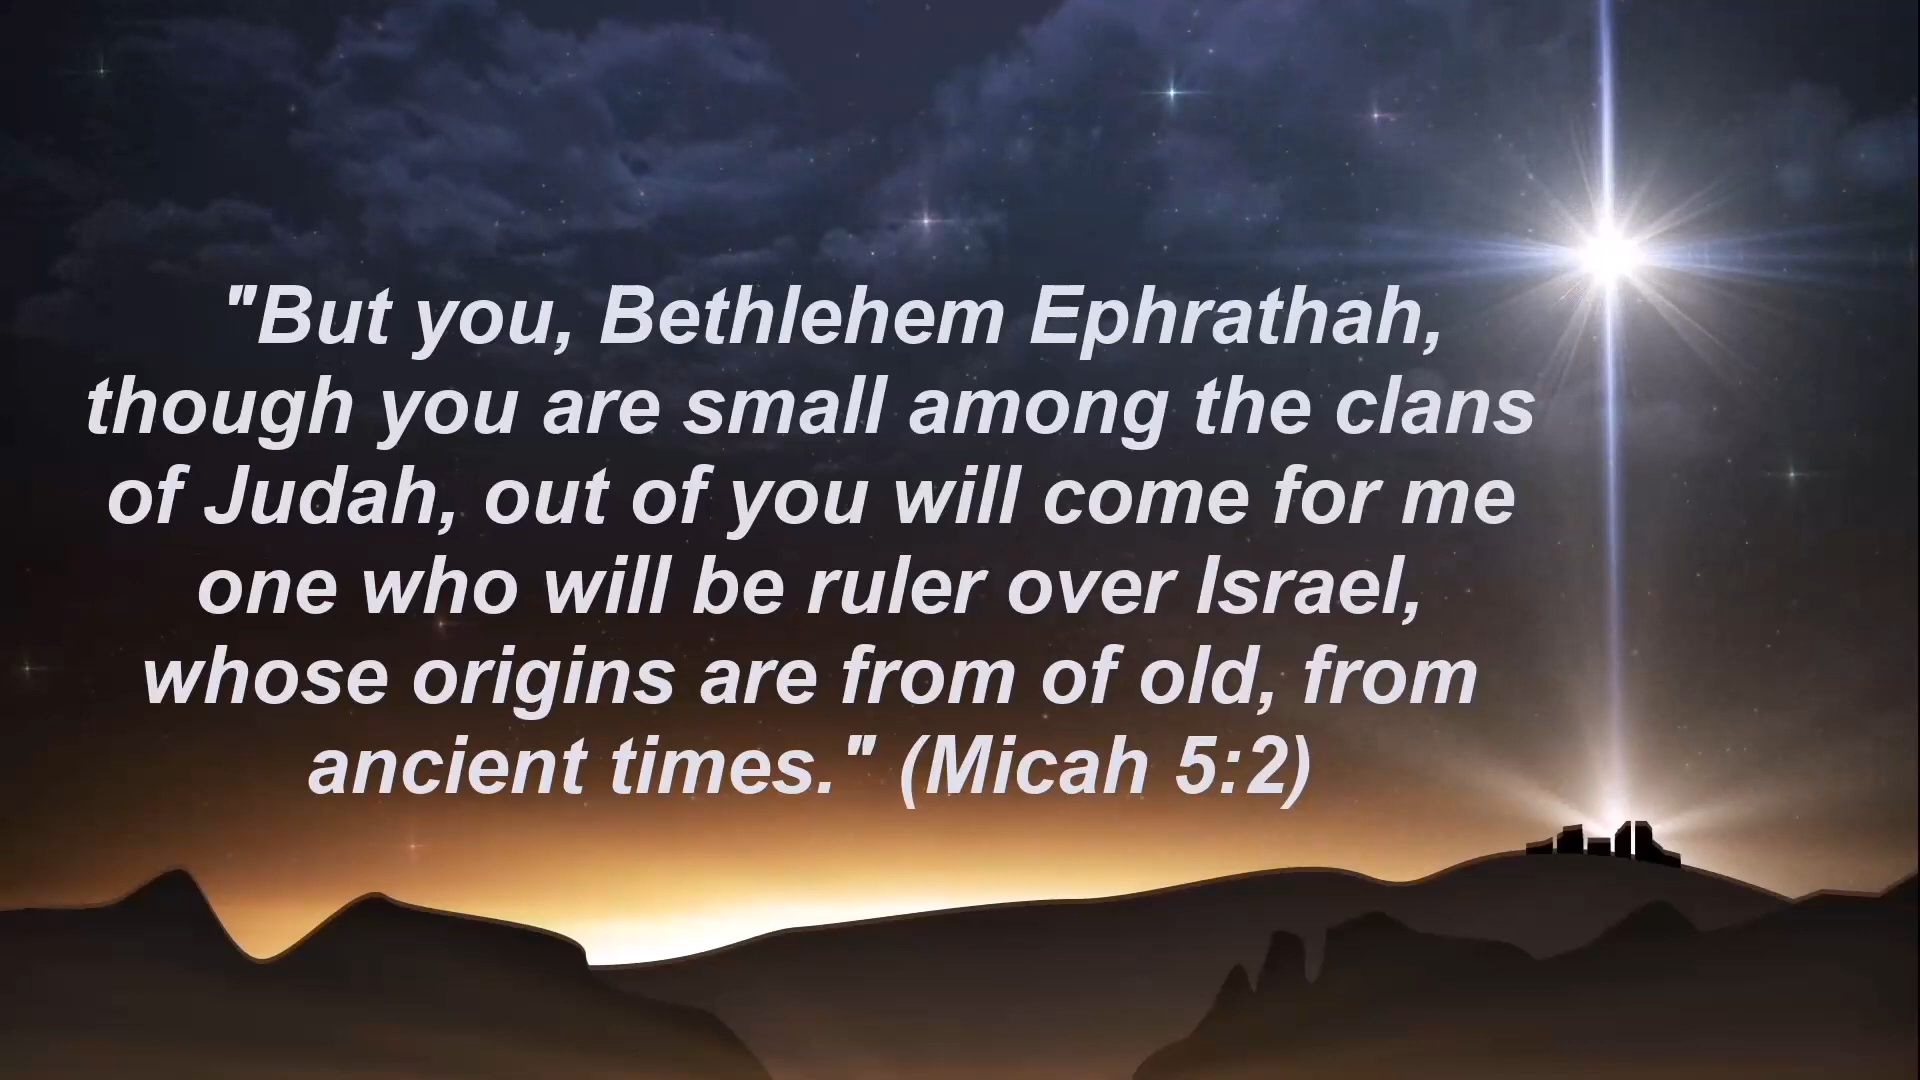 "But you, Bethlehem Ephrathah,
though you are small among the clans
of Judah, out of you will come for me
one who will be ruler over Israel,
whose origins are from of old, from
ancient times." (Micah 5:2)